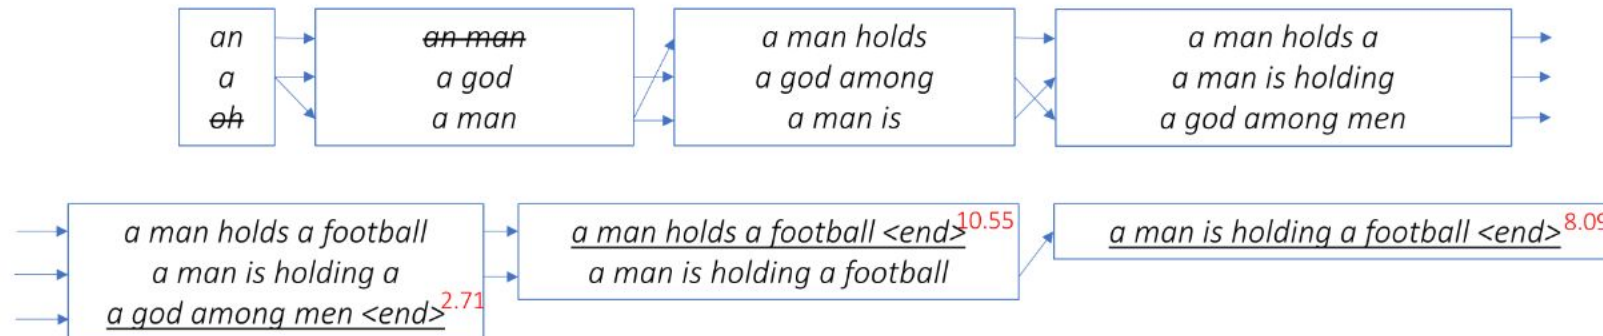 an
a
oh
an man
a god
a man
a man holds
a god among
a man is
a man holds a
a man is holding
a god among men
a man holds a football
a man is holding a
a god among men <end> 2.71
a man holds a football <end> 10.55
a man is holding a football
a man is holding a football <end> 8.09